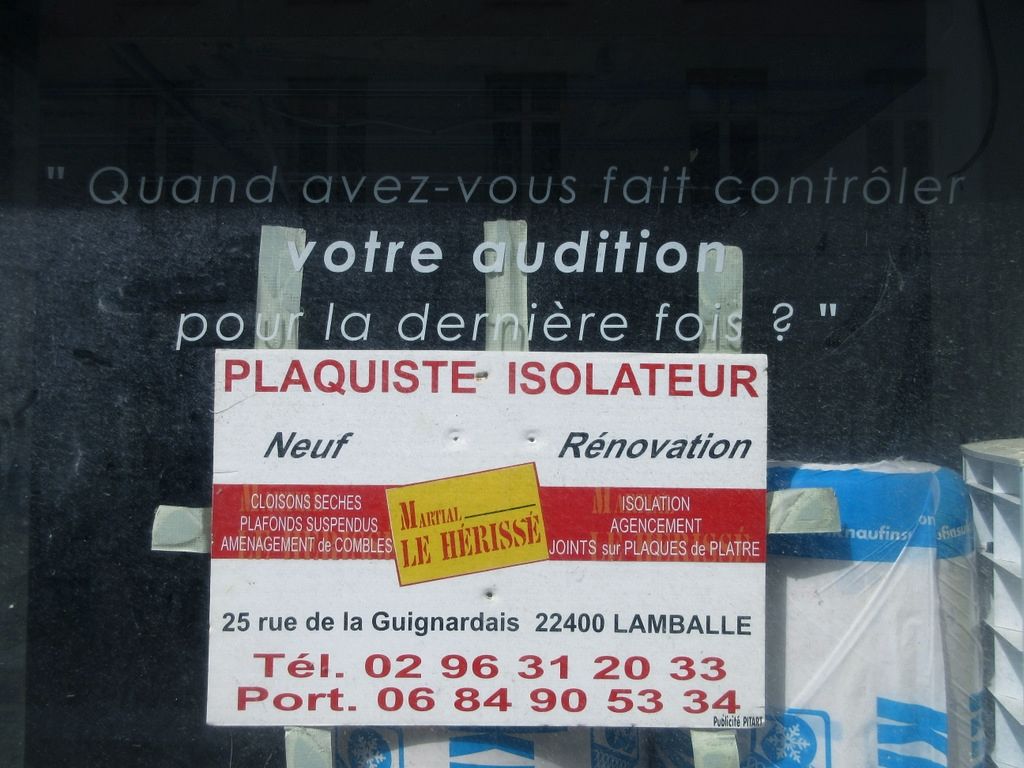 " Quand avez-vous fait contrôler
votre audition
pour la dernière fois ? "
PLAQUISTE ISOLATEUR
Neuf Rénovation
CLOISONS SECHES
PLAFONDS SUSPENDUS
AMENAGEMENT de COMBLES
MARTIAL
LE HÉRISSÉ
ISOLATION
AGENCEMENT
JOINTS sur PLAQUES de PLATRE
25 rue de la Guignardais 22400 LAMBALLE
Tél. 02 96 31 20 33
Port. 06 84 90 53 34
Publicité PITART